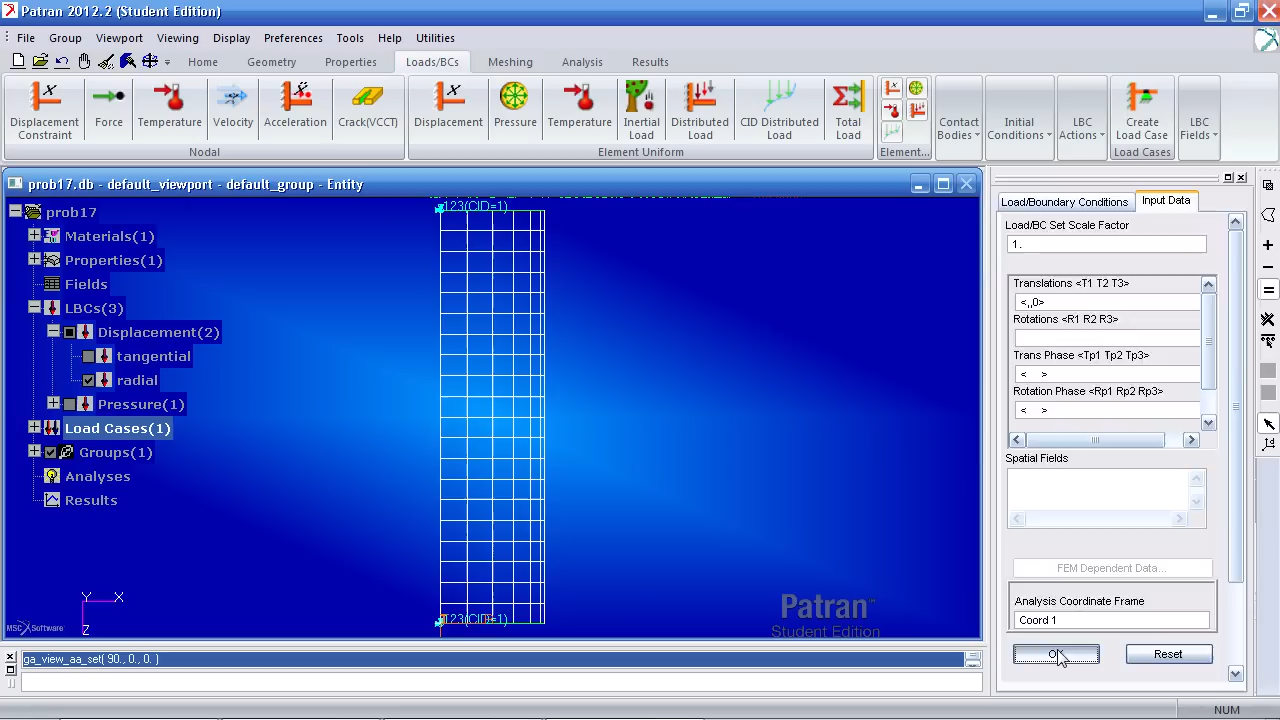 Patran 2012.2 (Student Edition)
File Group Viewport Viewing Display Preferences Tools Help Utilities
Home Geometry Properties Loads/BCs Meshing Analysis Results
Displacement Constraint
Force
Temperature
Velocity
Acceleration
Crack(VCCT)
Displacement
Pressure
Temperature
Inertial Load
Distributed Load
CID Distributed Load
Total Load
Contact Bodies
Initial Conditions
LBC Actions
Create Load Case
LBC Fields
Nodal
Element Uniform
Element...
Load Cases
prob17.db - default_viewport - default_group - Entity
prob17
Materials(1)
Properties(1)
Fields
LBCs(3)
Displacement(2)
tangential
radial
Pressure(1)
Load Cases(1)
Groups(1)
Analyses
Results
123(CID=1)
123(CID=1)
Y X
Z
MSC Software
Patran™
Student Edition
Load/Boundary Conditions Input Data
Load/BC Set Scale Factor
1.
Translations <T1 T2 T3>
<,,0>
Rotations <R1 R2 R3>
Trans Phase <Tp1 Tp2 Tp3>
< >
Rotation Phase <Rp1 Rp2 Rp3>
< >
Spatial Fields
FEM Dependent Data...
Analysis Coordinate Frame
Coord 1
Reset
ga_view_aa_set( 90., 0., 0. )
NUM